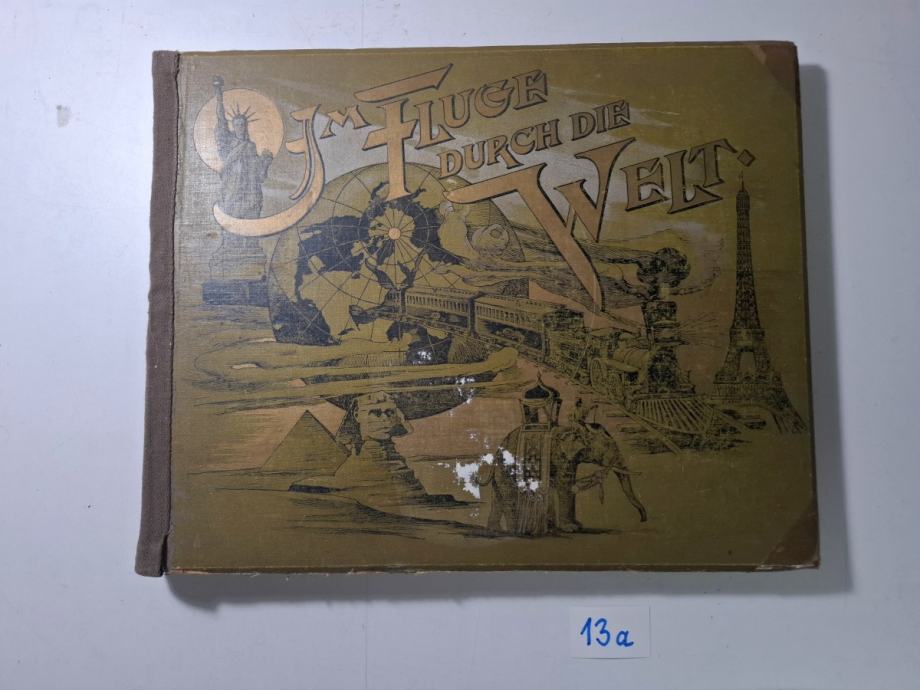 IM FLUGE
DURCH DIE
WELT.
13a